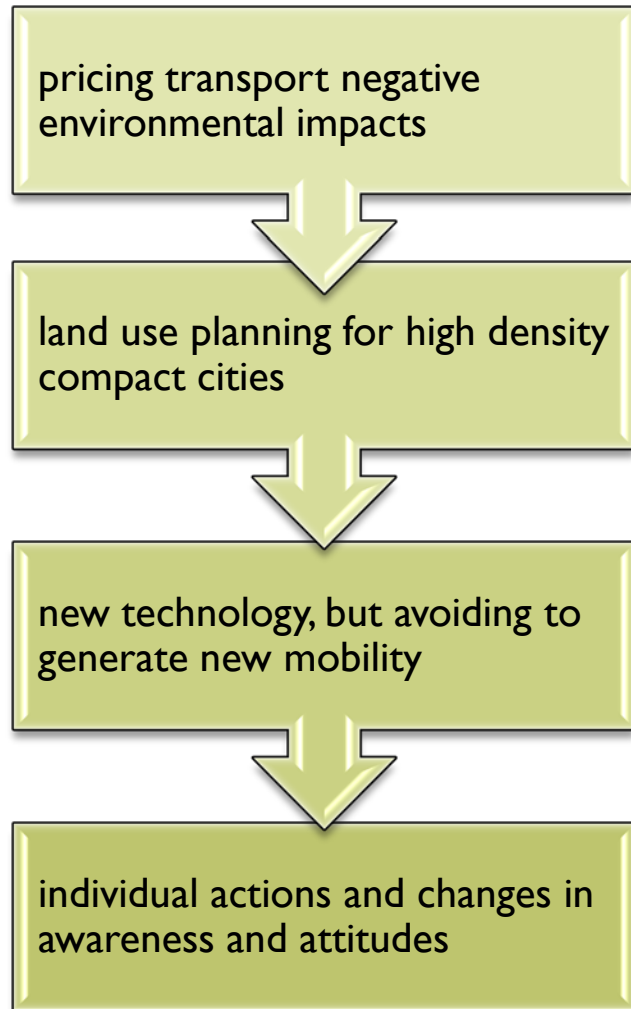 pricing transport negative
environmental impacts
land use planning for high density
compact cities
new technology, but avoiding to
generate new mobility
individual actions and changes in
awareness and attitudes